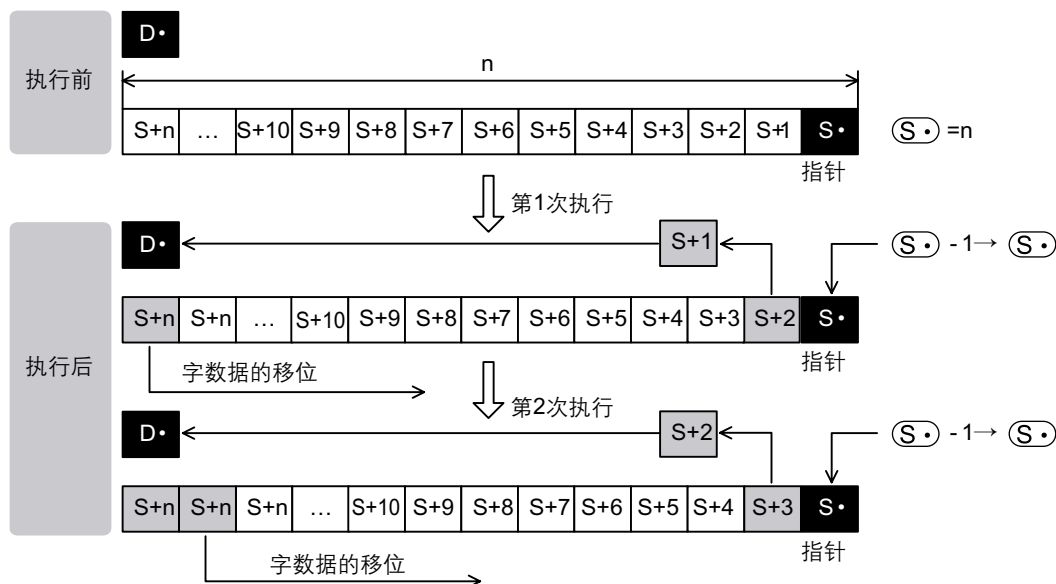 D·
执行前
n
S+n … S+10 S+9 S+8 S+7 S+6 S+5 S+4 S+3 S+2 S+1 S· (S·) =n
指针
第1次执行
D· S+1 (S·) - 1→ (S·)
S+n S+n … S+10 S+9 S+8 S+7 S+6 S+5 S+4 S+3 S+2 S·
执行后
字数据的移位
指针
第2次执行
D· S+2 (S·) - 1→ (S·)
S+n S+n S+n … S+10 S+9 S+8 S+7 S+6 S+5 S+4 S+3 S·
字数据的移位
指针